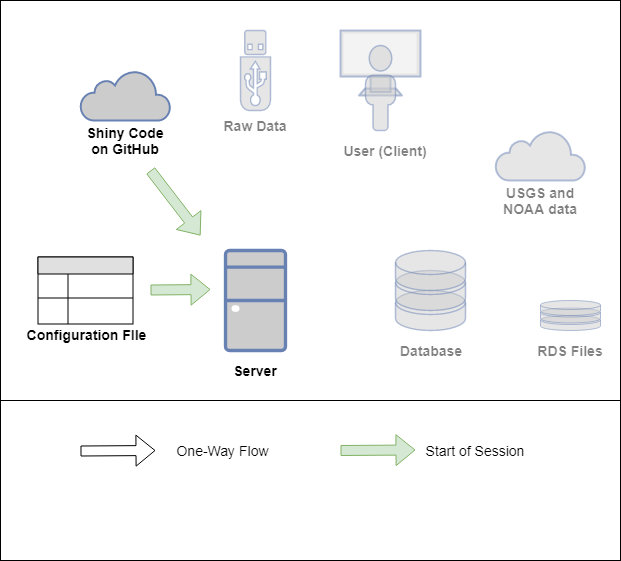 Raw Data
Shiny Code
on GitHub
User (Client)
USGS and
NOAA data
Configuration FIle
Server
Database
RDS Files
One-Way Flow
Start of Session